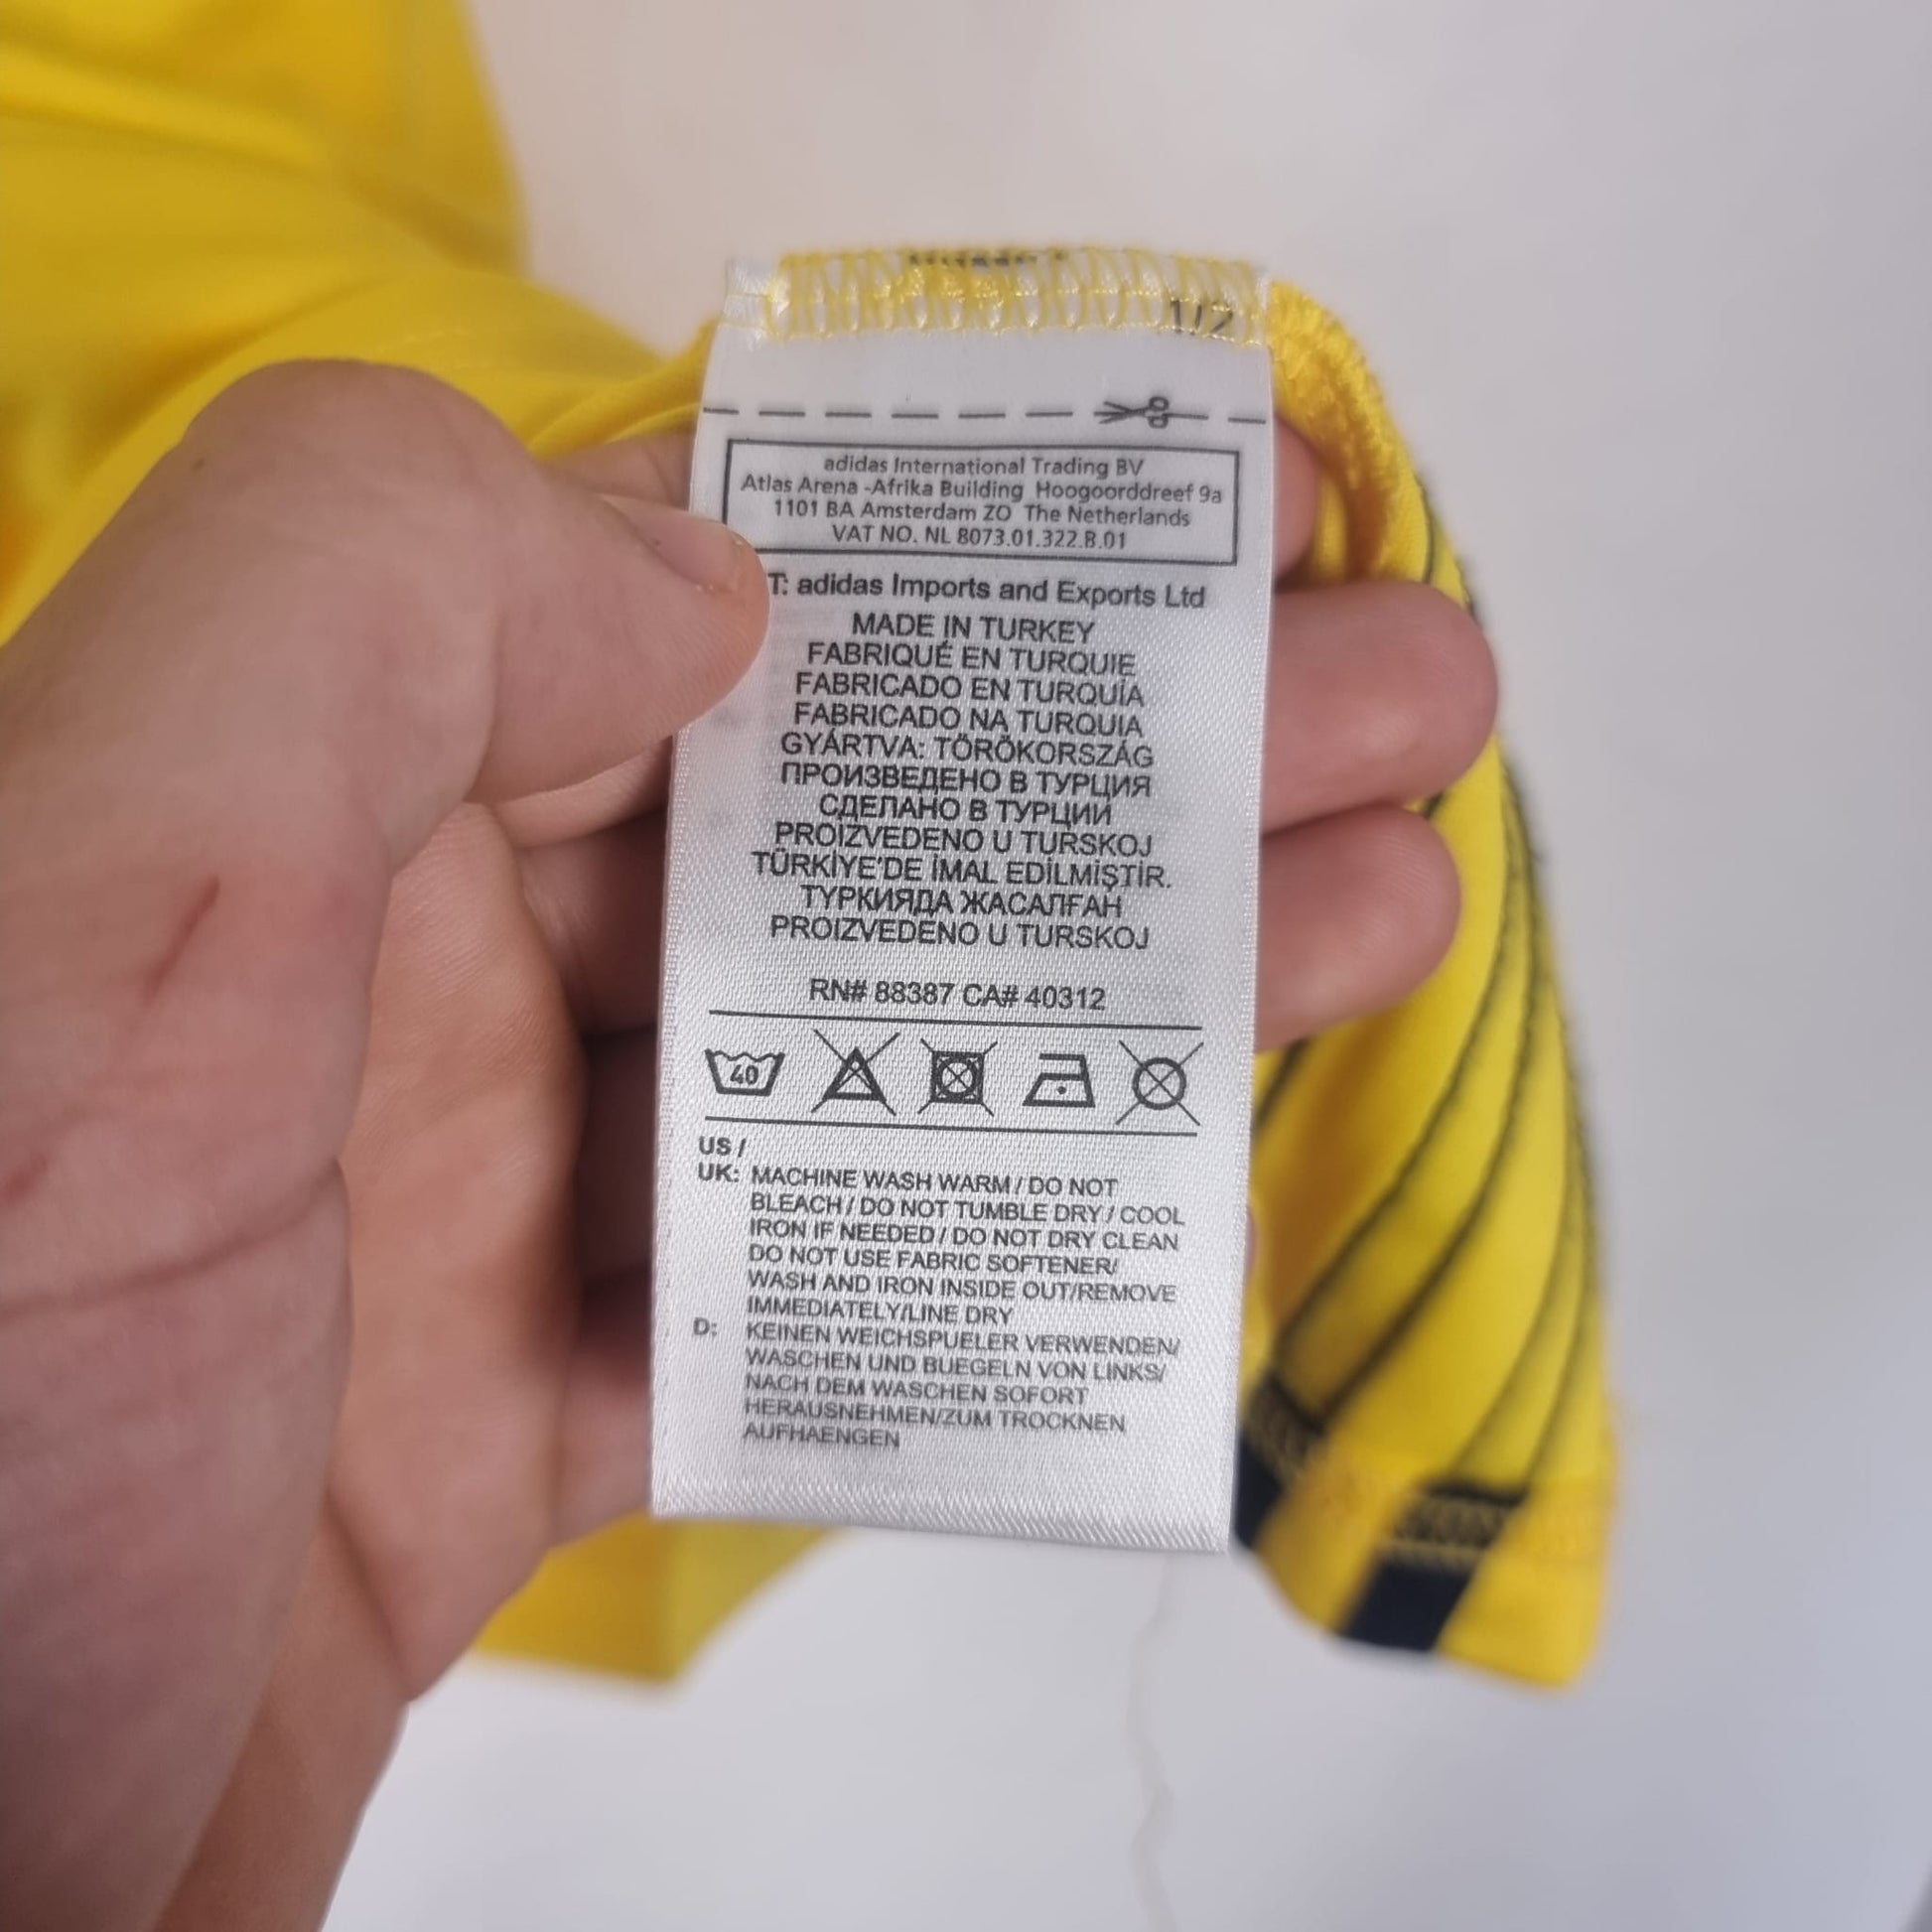 1/2
adidas International Trading BV
Atlas Arena -Afrika Building Hoogoorddreef 9a
1101 BA Amsterdam ZO The Netherlands
VAT NO. NL 8073.01.322.B.01
T: adidas Imports and Exports Ltd
MADE IN TURKEY
FABRIQUÉ EN TURQUIE
FABRICADO EN TURQUÍA
FABRICADO NA TURQUIA
GYÁRTVA: TÖRÖKORSZÁG
ПРОИЗВЕДЕНО В ТУРЦИЯ
СДЕЛАНО В ТУРЦИИ
PROIZVEDENO U TURSKOJ
TÜRKİYE'DE İMAL EDİLMİŞTİR.
ТУРКИЯДА ЖАСАЛҒАН
PROIZVEDENO U TURSKOJ
RN# 88387 CA# 40312
40
US /
UK: MACHINE WASH WARM / DO NOT
BLEACH / DO NOT TUMBLE DRY / COOL
IRON IF NEEDED / DO NOT DRY CLEAN
DO NOT USE FABRIC SOFTENER/
WASH AND IRON INSIDE OUT/REMOVE
IMMEDIATELY/LINE DRY
D: KEINEN WEICHSPUELER VERWENDEN/
WASCHEN UND BUEGELN VON LINKS/
NACH DEM WASCHEN SOFORT
HERAUSNEHMEN/ZUM TROCKNEN
AUFHAENGEN